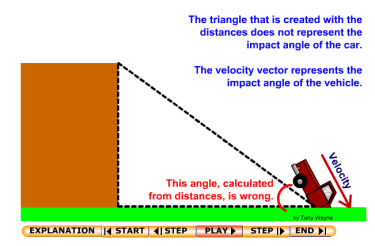 The triangle that is created with the
distances does not represent the
impact angle of the car.
The velocity vector represents the
impact angle of the vehicle.
Velocity
This angle, calculated
from distances, is wrong.
by Tony Wayne
EXPLANATION |◀ START ◀| STEP PLAY ▶ STEP |▶ END ▶|